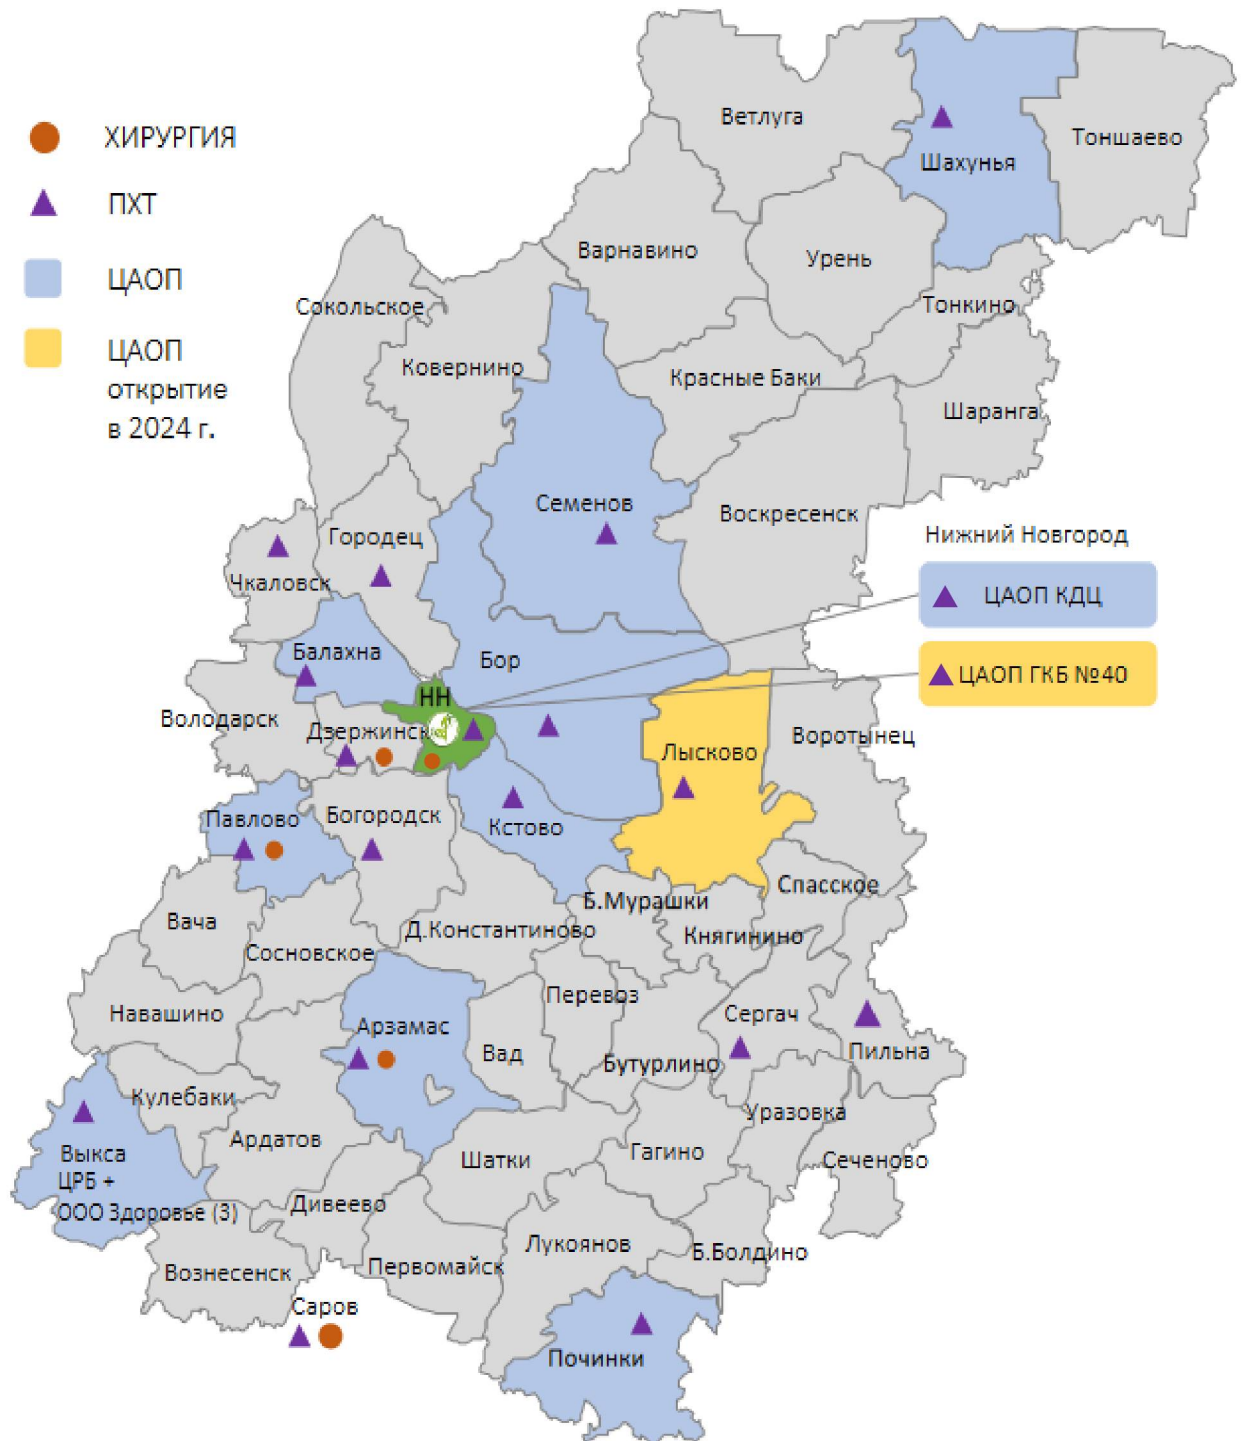 ХИРУРГИЯ
ПХТ
ЦАОП
ЦАОП
открытие
в 2024 г.
Ветлуга
Шахунья
Тоншаево
Варнавино
Урень
Тонкино
Сокольское
Ковернино
Красные Баки
Шаранга
Семенов
Воскресенск
Городец
Чкаловск
Нижний Новгород
ЦАОП КДЦ
ЦАОП ГКБ №40
Балахна
Бор
НН
Володарск
Дзержинск
Лысково
Воротынец
Павлово
Богородск
Кстово
Спасское
Б.Мурашки
Вача
Сосновское
Д.Константиново
Княгинино
Навашино
Перевоз
Сергач
Арзамас
Вад
Бутурлино
Пильна
Кулебаки
Уразовка
Ардатов
Выкса
ЦРБ +
ООО Здоровье (3)
Шатки
Гагино
Сеченово
Дивеево
Лукоянов
Б.Болдино
Вознесенск
Первомайск
Саров
Починки